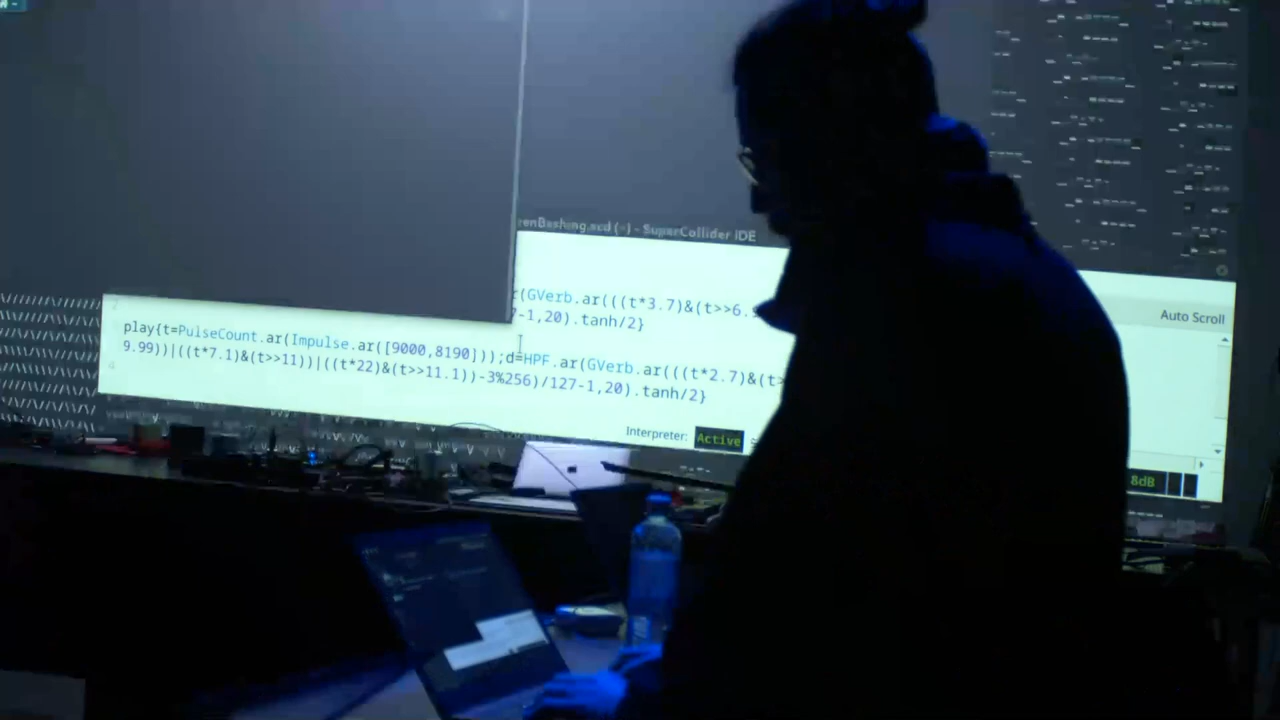 enBashing.scd (~) - SuperCollider IDE
(GVerb.ar(((t*3.7)&(t>>6.
-1,20).tanh/2}
Auto Scroll
play{t=PulseCount.ar(Impulse.ar([9000,8190]));d=HPF.ar(GVerb.ar(((t*2.7)&(t>
9.99))|((t*7.1)&(t>>11))|((t*22)&(t>>11.1))-3%256)/127-1,20).tanh/2}
Interpreter: Active
8dB